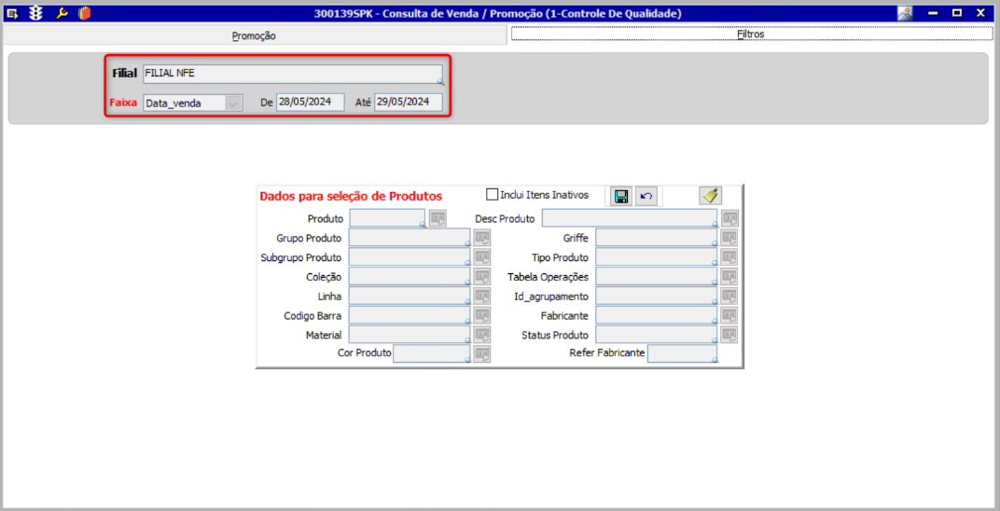 300139SPK - Consulta de Venda / Promoção (1-Controle De Qualidade)
Promoção Filtros
Filial FILIAL NFE
Faixa Data_venda De 28/05/2024 Até 29/05/2024
Dados para seleção de Produtos Inclui Itens Inativos
Produto Desc Produto
Grupo Produto Griffe
Subgrupo Produto Tipo Produto
Coleção Tabela Operações
Linha Id_agrupamento
Codigo Barra Fabricante
Material Status Produto
Cor Produto Refer Fabricante